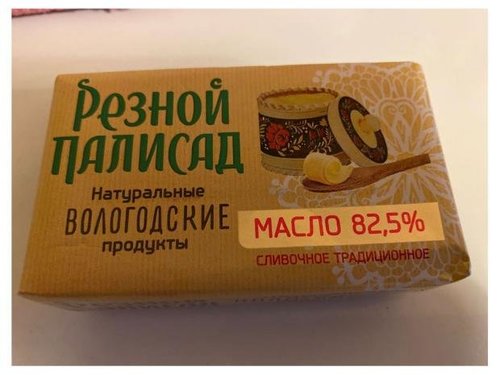 Резной
палисад
Натуральные
ВОЛОГОДСКИЕ
продукты
МАСЛО 82,5%
СЛИВОЧНОЕ ТРАДИЦИОННОЕ